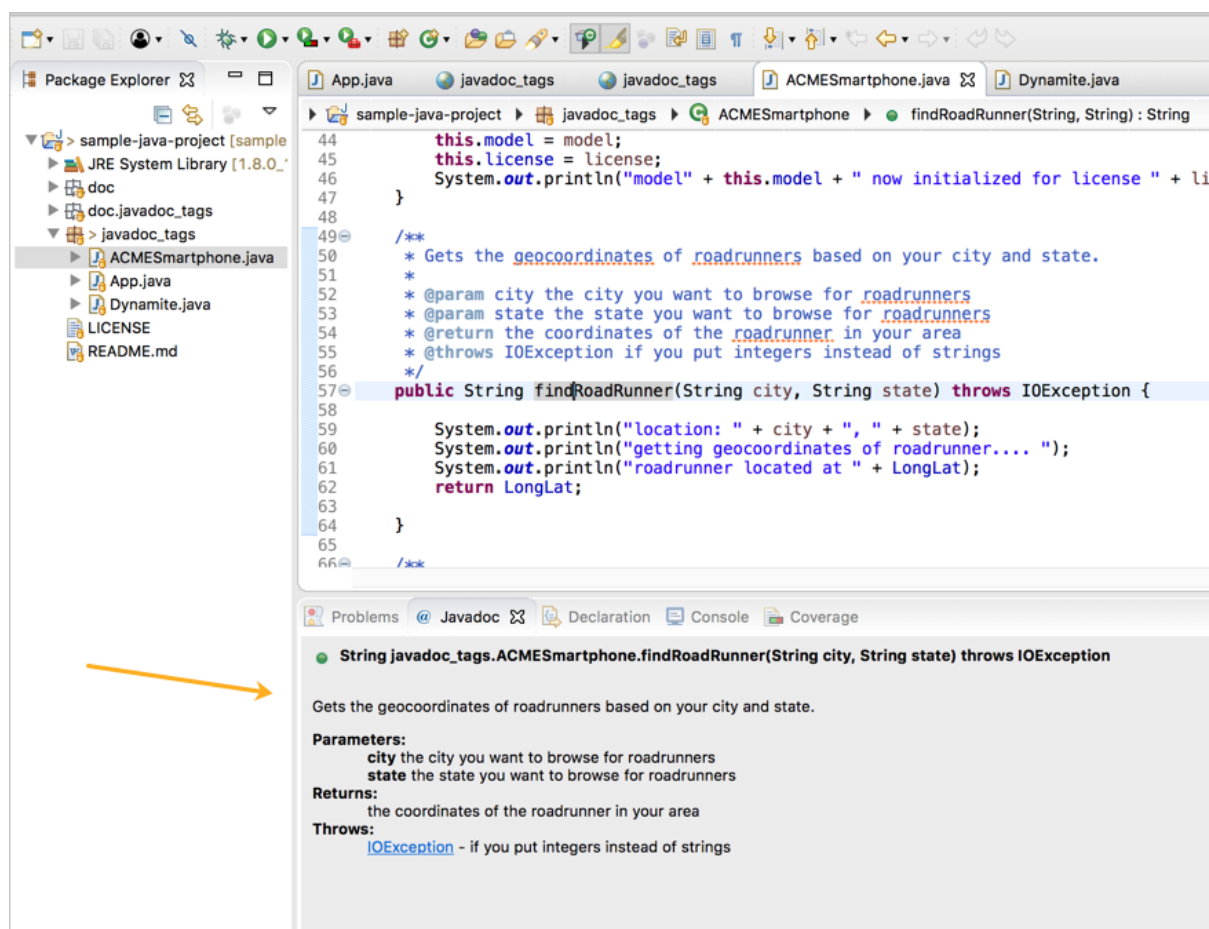 Package Explorer
App.java javadoc_tags javadoc_tags ACMESmartphone.java Dynamite.java
sample-java-project javadoc_tags ACMESmartphone findRoadRunner(String, String) : String
> sample-java-project [sample
JRE System Library [1.8.0_
doc
doc.javadoc_tags
> javadoc_tags
ACMESmartphone.java
App.java
Dynamite.java
LICENSE
README.md
44 this.model = model;
45 this.license = license;
46 System.out.println("model" + this.model + " now initialized for license " + li
47 }
48
49 /**
50 * Gets the geocoordinates of roadrunners based on your city and state.
51 *
52 * @param city the city you want to browse for roadrunners
53 * @param state the state you want to browse for roadrunners
54 * @return the coordinates of the roadrunner in your area
55 * @throws IOException if you put integers instead of strings
56 */
57 public String findRoadRunner(String city, String state) throws IOException {
58
59 System.out.println("location: " + city + ", " + state);
60 System.out.println("getting geocoordinates of roadrunner.... ");
61 System.out.println("roadrunner located at " + LongLat);
62 return LongLat;
63
64 }
65
66 /**
Problems @ Javadoc Declaration Console Coverage
String javadoc_tags.ACMESmartphone.findRoadRunner(String city, String state) throws IOException
Gets the geocoordinates of roadrunners based on your city and state.
Parameters:
city the city you want to browse for roadrunners
state the state you want to browse for roadrunners
Returns:
the coordinates of the roadrunner in your area
Throws:
IOException - if you put integers instead of strings